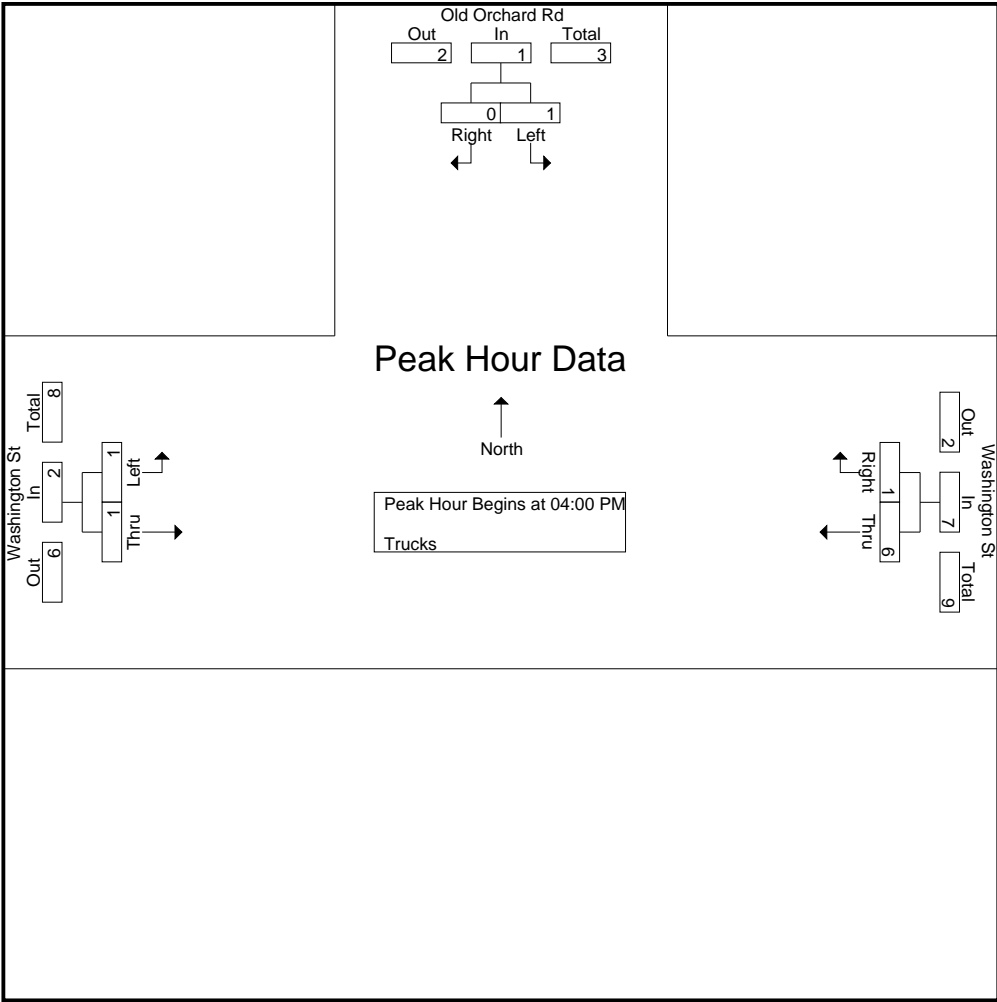 Old Orchard Rd
Out In Total
2 1 3
0 1
Right Left
Peak Hour Data
North
Peak Hour Begins at 04:00 PM
Trucks
Washington St
Total In Out
8 2 6
1 1
Left Thru
Washington St
Out In Total
2 7 9
1 6
Right Thru